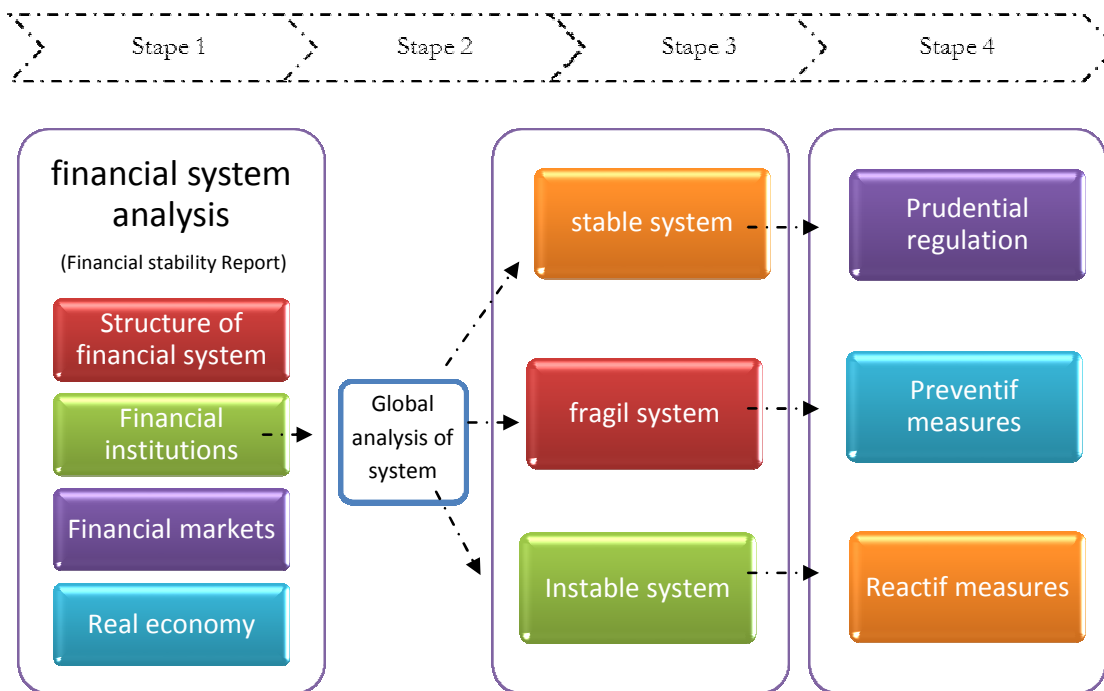 Stape 1
Stape 2
Stape 3
Stape 4
financial system
analysis
(Financial stability Report)
Structure of
financial system
Financial
institutions
Financial markets
Real economy
Global
analysis of
system
stable system
fragil system
Instable system
Prudential
regulation
Preventif
measures
Reactif measures